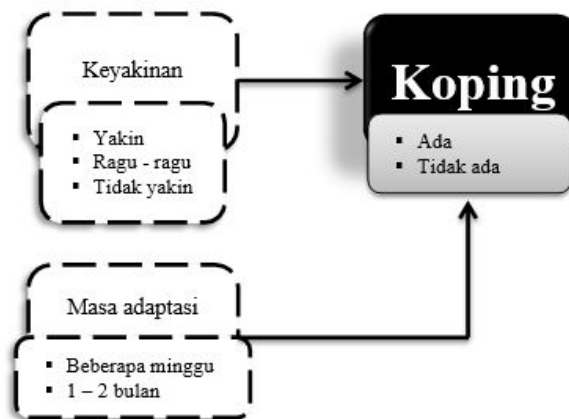 Keyakinan
▪ Yakin
▪ Ragu - ragu
▪ Tidak yakin
Koping
▪ Ada
▪ Tidak ada
Masa adaptasi
▪ Beberapa minggu
▪ 1 – 2 bulan